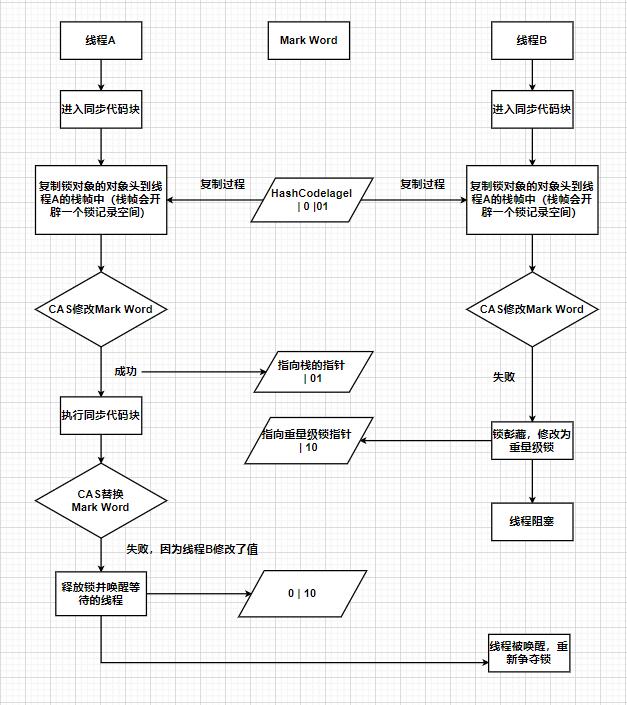 线程A
Mark Word
线程B
进入同步代码块
进入同步代码块
复制锁对象的对象头到线
程A的栈帧中（栈帧会开
辟一个锁记录空间)
复制过程
HashCodelagel
| 0 |01
复制过程
复制锁对象的对象头到线
程A的栈帧中（栈帧会开
辟一个锁记录空间)
CAS修改Mark Word
CAS修改Mark Word
成功
指向栈的指针
| 01
失败
执行同步代码块
指向重量级锁指针
| 10
锁彭蘬，修改为
重量级锁
CAS替换
Mark Word
线程阻塞
失败，因为线程B修改了值
释放锁并唤醒等
待的线程
0 | 10
线程被唤醒，重
新争夺锁